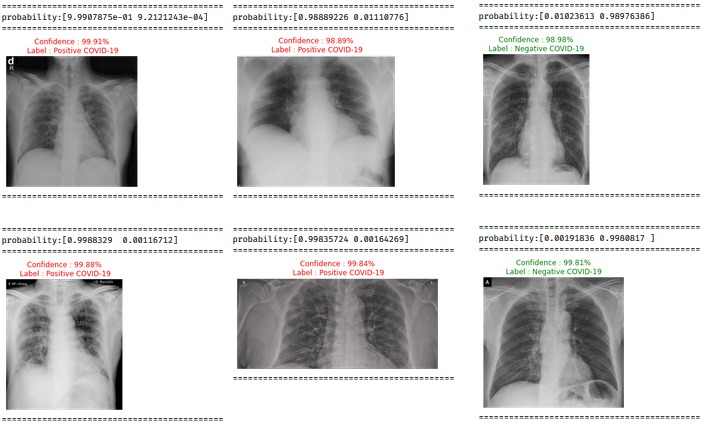 probability:[9.9907875e-01 9.2121243e-04]
Confidence : 99.91%
Label : Positive COVID-19
d
R
probability:[0.98889226 0.01110776]
Confidence : 98.89%
Label : Positive COVID-19
probability:[0.01023613 0.98976386]
Confidence : 98.98%
Label : Negative COVID-19
probability:[0.9988329  0.00116712]
Confidence : 99.88%
Label : Positive COVID-19
probability:[0.99835724 0.00164269]
Confidence : 99.84%
Label : Positive COVID-19
probability:[0.00191836 0.9980817 ]
Confidence : 99.81%
Label : Negative COVID-19
A